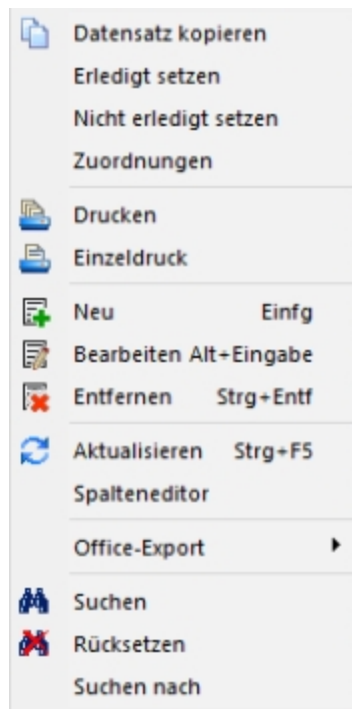 Datensatz kopieren
Erledigt setzen
Nicht erledigt setzen
Zuordnungen
Drucken
Einzeldruck
Neu Einfg
Bearbeiten Alt+Eingabe
Entfernen Strg+Entf
Aktualisieren Strg+F5
Spalteneditor
Office-Export
Suchen
Rücksetzen
Suchen nach